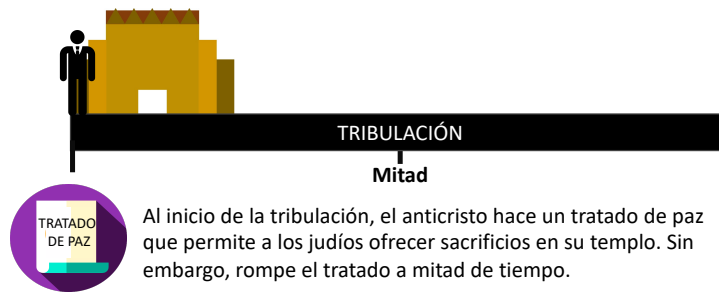 TRIBULACIÓN
Mitad
TRATADO
DE PAZ
Al inicio de la tribulación, el anticristo hace un tratado de paz
que permite a los judíos ofrecer sacrificios en su templo. Sin
embargo, rompe el tratado a mitad de tiempo.